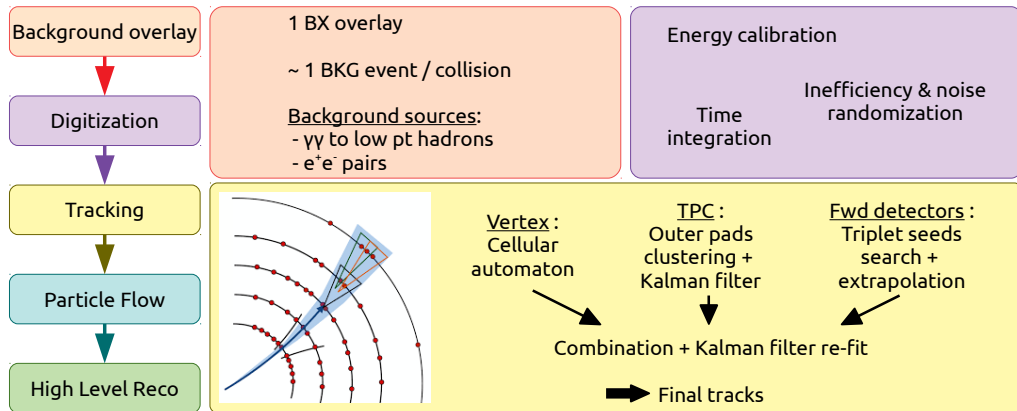 Background overlay
Digitization
Tracking
Particle Flow
High Level Reco
1 BX overlay
~ 1 BKG event / collision
Background sources:
- γγ to low pt hadrons
- e⁺e⁻ pairs
Energy calibration
Inefficiency & noise
randomization
Time
integration
Vertex :
Cellular
automaton
TPC :
Outer pads
clustering +
Kalman filter
Fwd detectors :
Triplet seeds
search +
extrapolation
Combination + Kalman filter re-fit
Final tracks